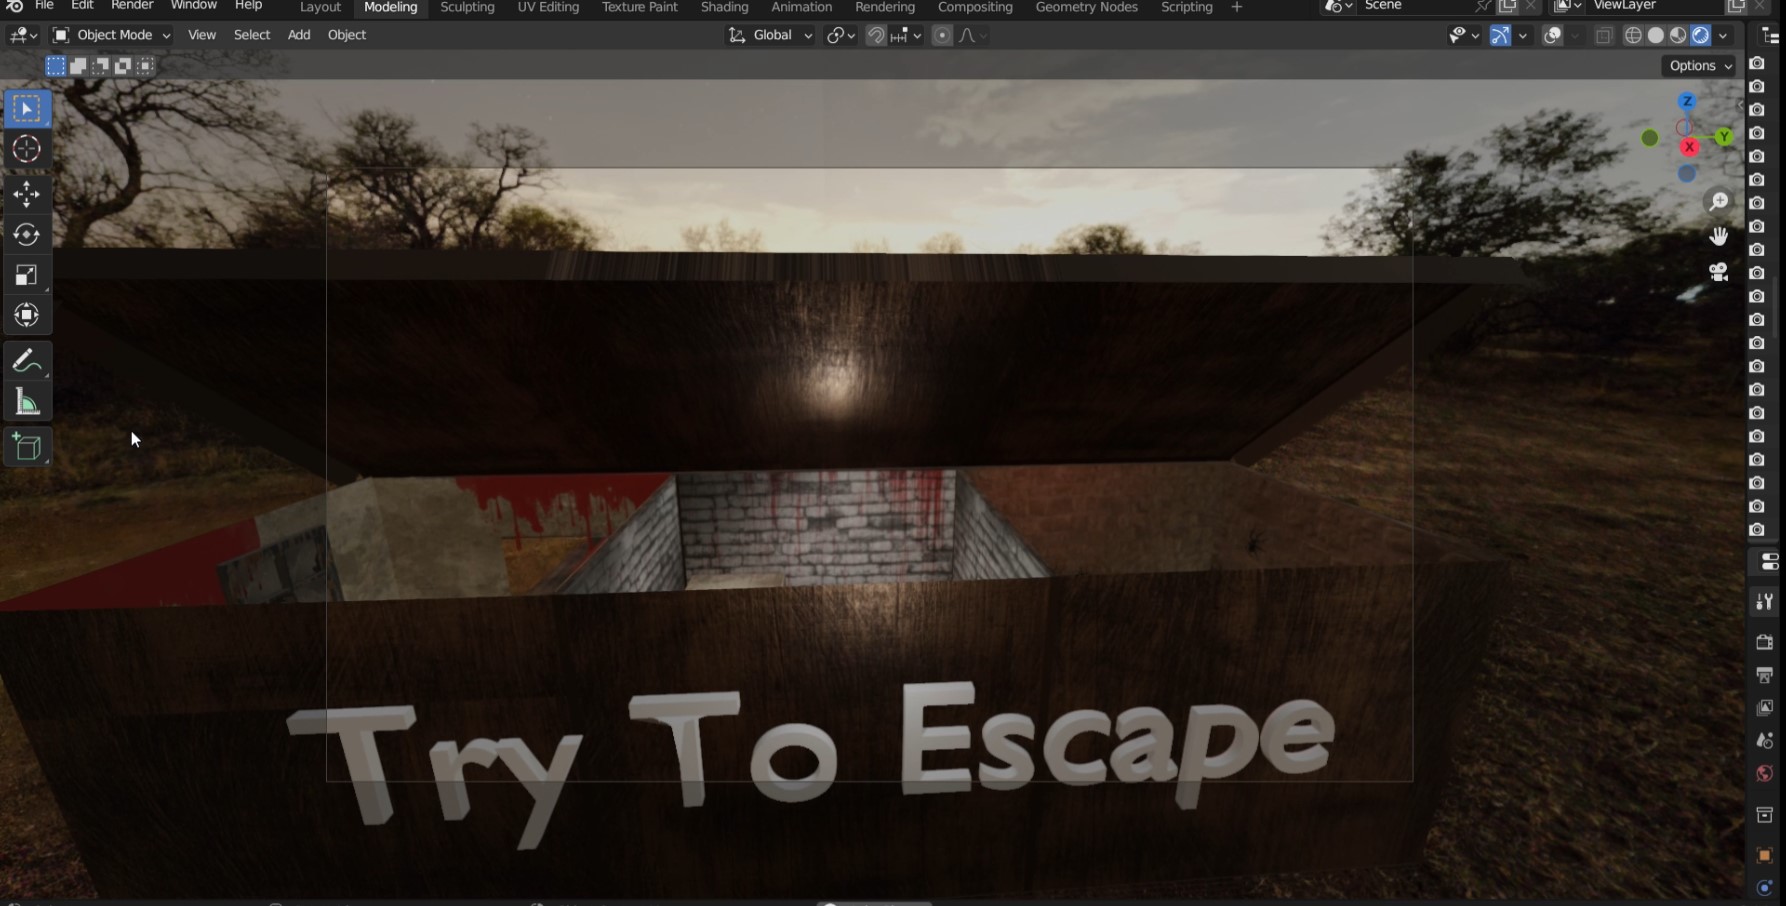 File Edit Render Window Help Layout Modeling Sculpting UV Editing Texture Paint Shading Animation Rendering Compositing Geometry Nodes Scripting + Scene ViewLayer
Object Mode View Select Add Object Global
Options
Z
Y
X
Try To Escape